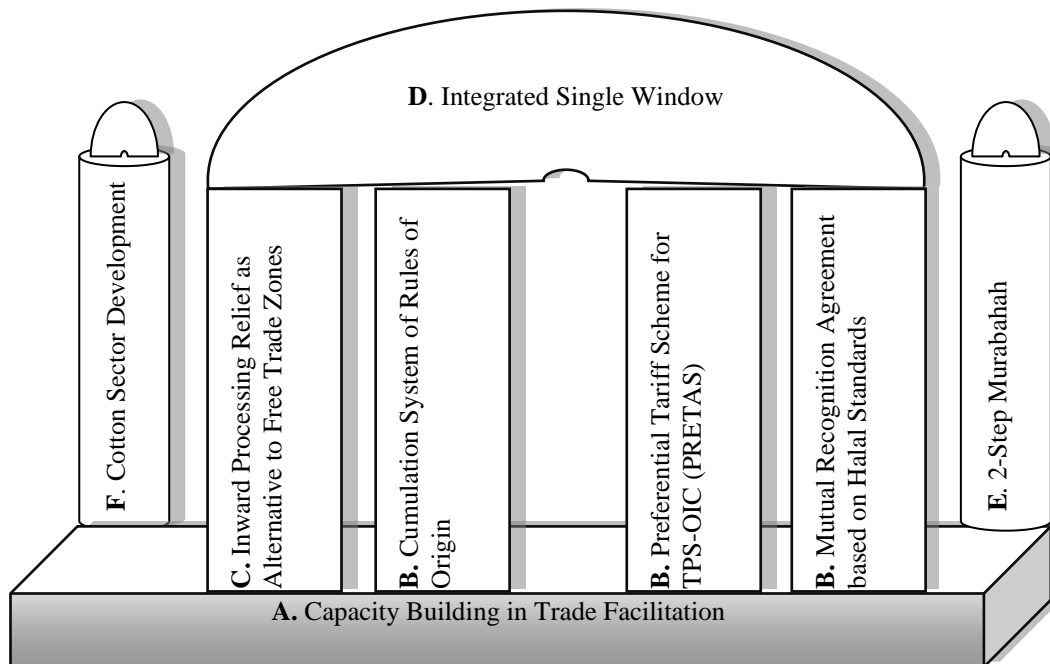 D. Integrated Single Window
F. Cotton Sector Development
C. Inward Processing Relief as
Alternative to Free Trade Zones
B. Cumulation System of Rules of
Origin
B. Preferential Tariff Scheme for
TPS-OIC (PRETAS)
B. Mutual Recognition Agreement
based on Halal Standards
E. 2-Step Murabahah
A. Capacity Building in Trade Facilitation